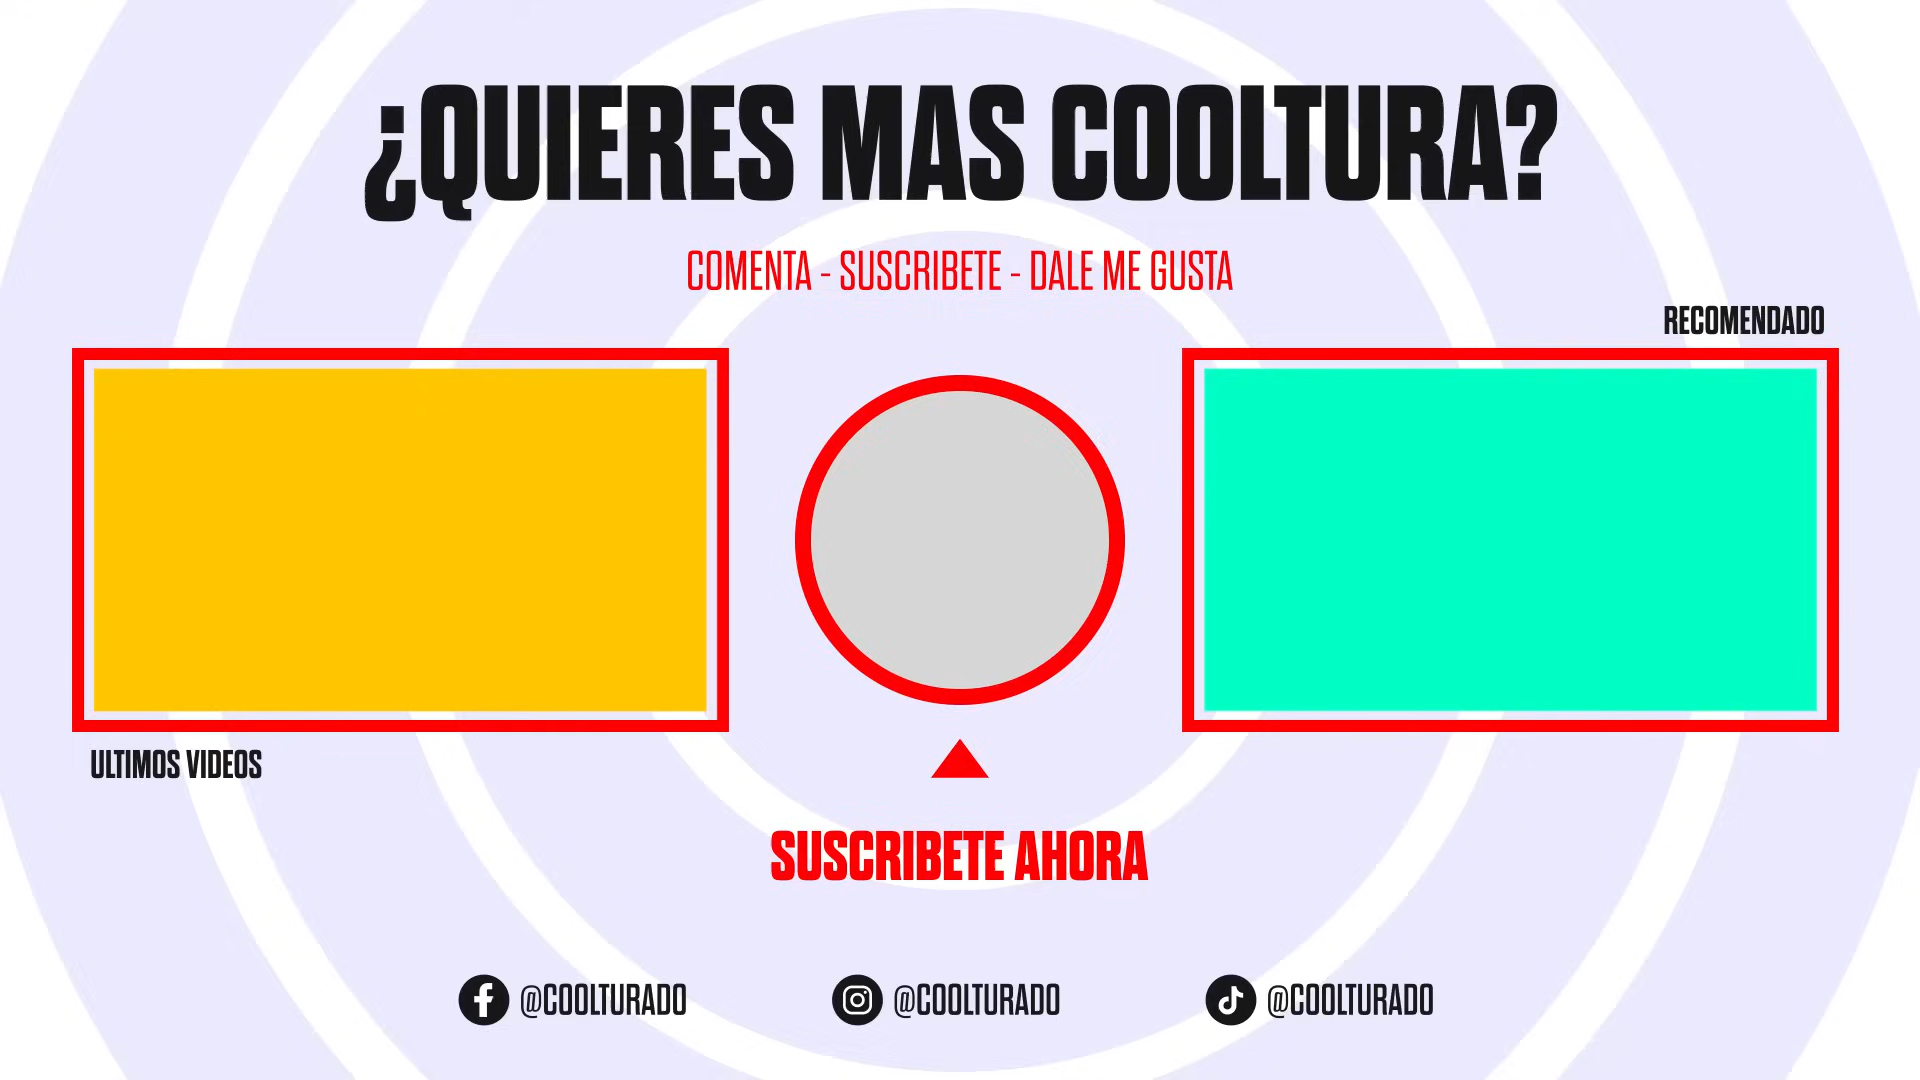 ¿QUIERES MAS COOLTURA?
COMENTA - SUSCRIBETE - DALE ME GUSTA
RECOMENDADO
ULTIMOS VIDEOS
SUSCRIBETE AHORA
@COOLTURADO
@COOLTURADO
@COOLTURADO